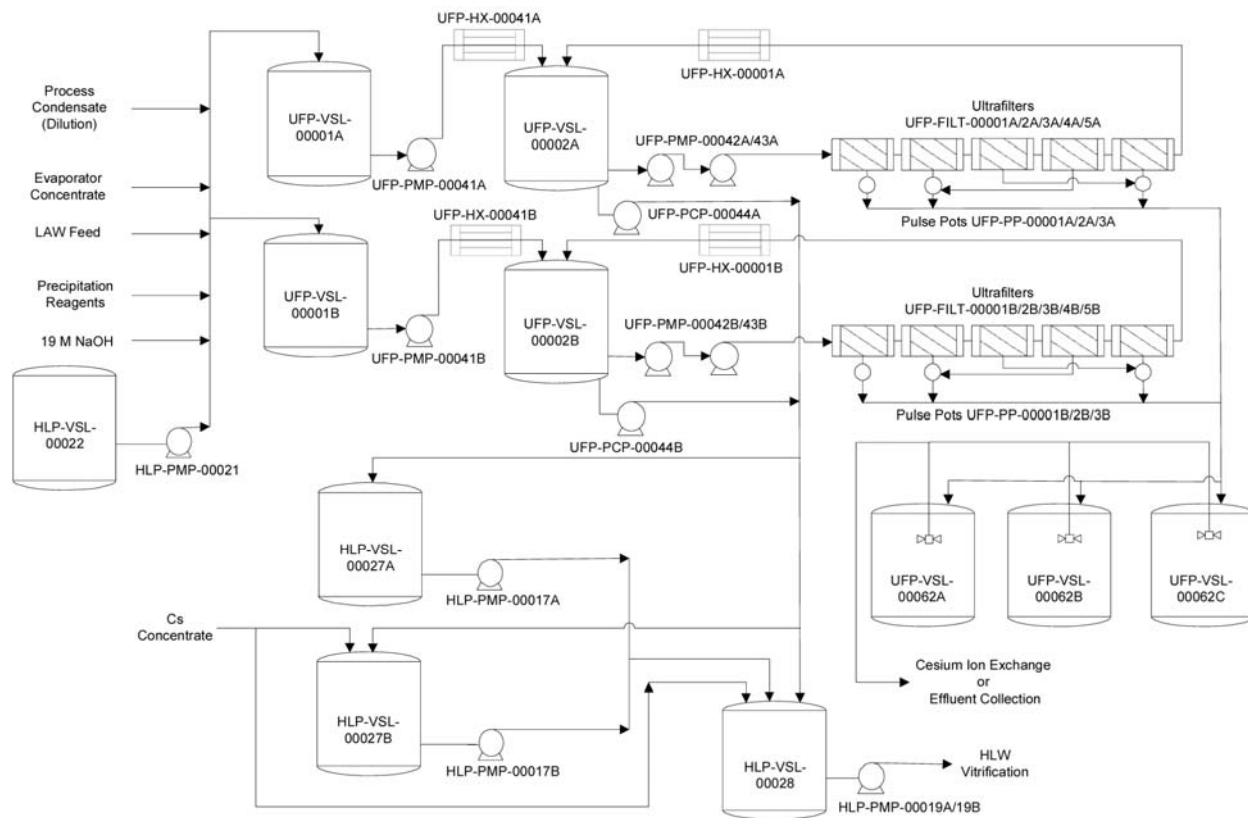 UFP-HX-00041A
UFP-HX-00001A
Process
Condensate
(Dilution)
UFP-VSL-
00001A
UFP-VSL-
00002A
Ultrafilters
UFP-FILT-00001A/2A/3A/4A/5A
UFP-PMP-00042A/43A
UFP-PMP-00041A
Evaporator
Concentrate
UFP-HX-00041B
UFP-PCP-00044A
Pulse Pots UFP-PP-00001A/2A/3A
LAW Feed
UFP-HX-00001B
UFP-VSL-
00001B
UFP-VSL-
00002B
Precipitation
Reagents
Ultrafilters
UFP-FILT-00001B/2B/3B/4B/5B
UFP-PMP-00042B/43B
19 M NaOH
UFP-PMP-00041B
HLP-VSL-
00022
HLP-PMP-00021
UFP-PCP-00044B
Pulse Pots UFP-PP-00001B/2B/3B
HLP-VSL-
00027A
HLP-PMP-00017A
UFP-VSL-
00062A
UFP-VSL-
00062B
UFP-VSL-
00062C
Cs
Concentrate
Cesium Ion Exchange
or
Effluent Collection
HLP-VSL-
00027B
HLP-PMP-00017B
HLP-VSL-
00028
HLW
Vitrification
HLP-PMP-00019A/19B